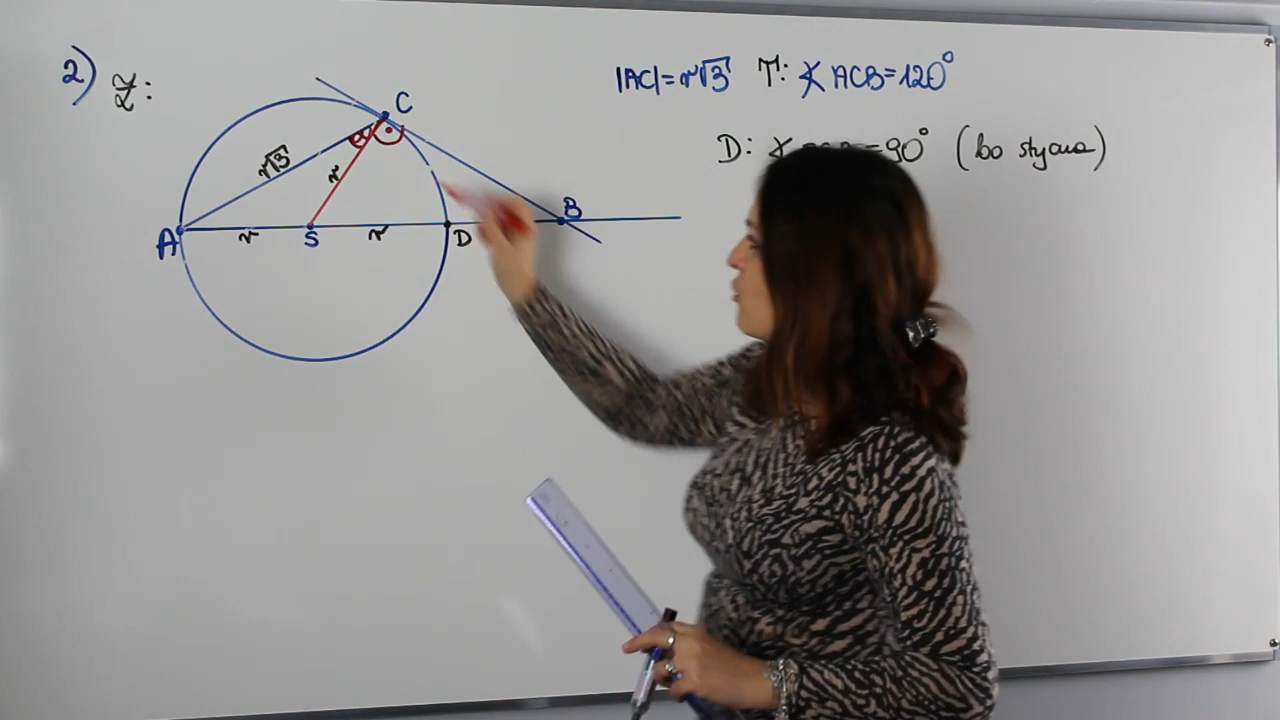 2) Z:
|AC|=r√3 T: ∡ ACB=120°
D: ∡ =90° (bo styczna)
C
α
r√3
r
A
r
S
r
D
B